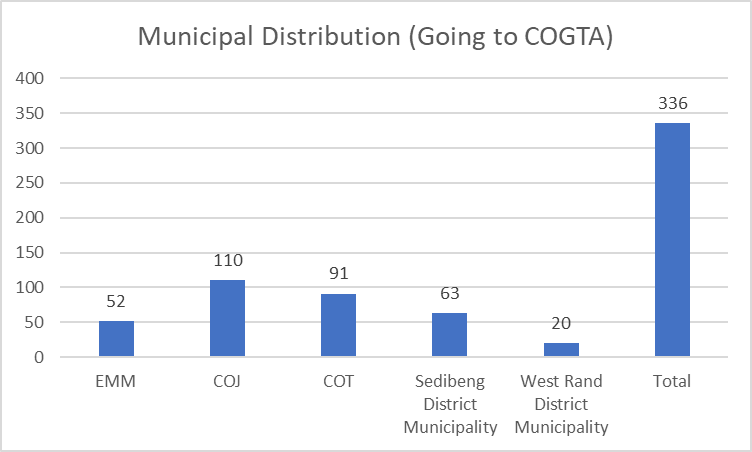 Municipal Distribution (Going to COGTA)
400
350
300
250
200
150
100
50
0
52
110
91
63
20
336
EMM
COJ
COT
Sedibeng
District
Municipality
West Rand
District
Municipality
Total